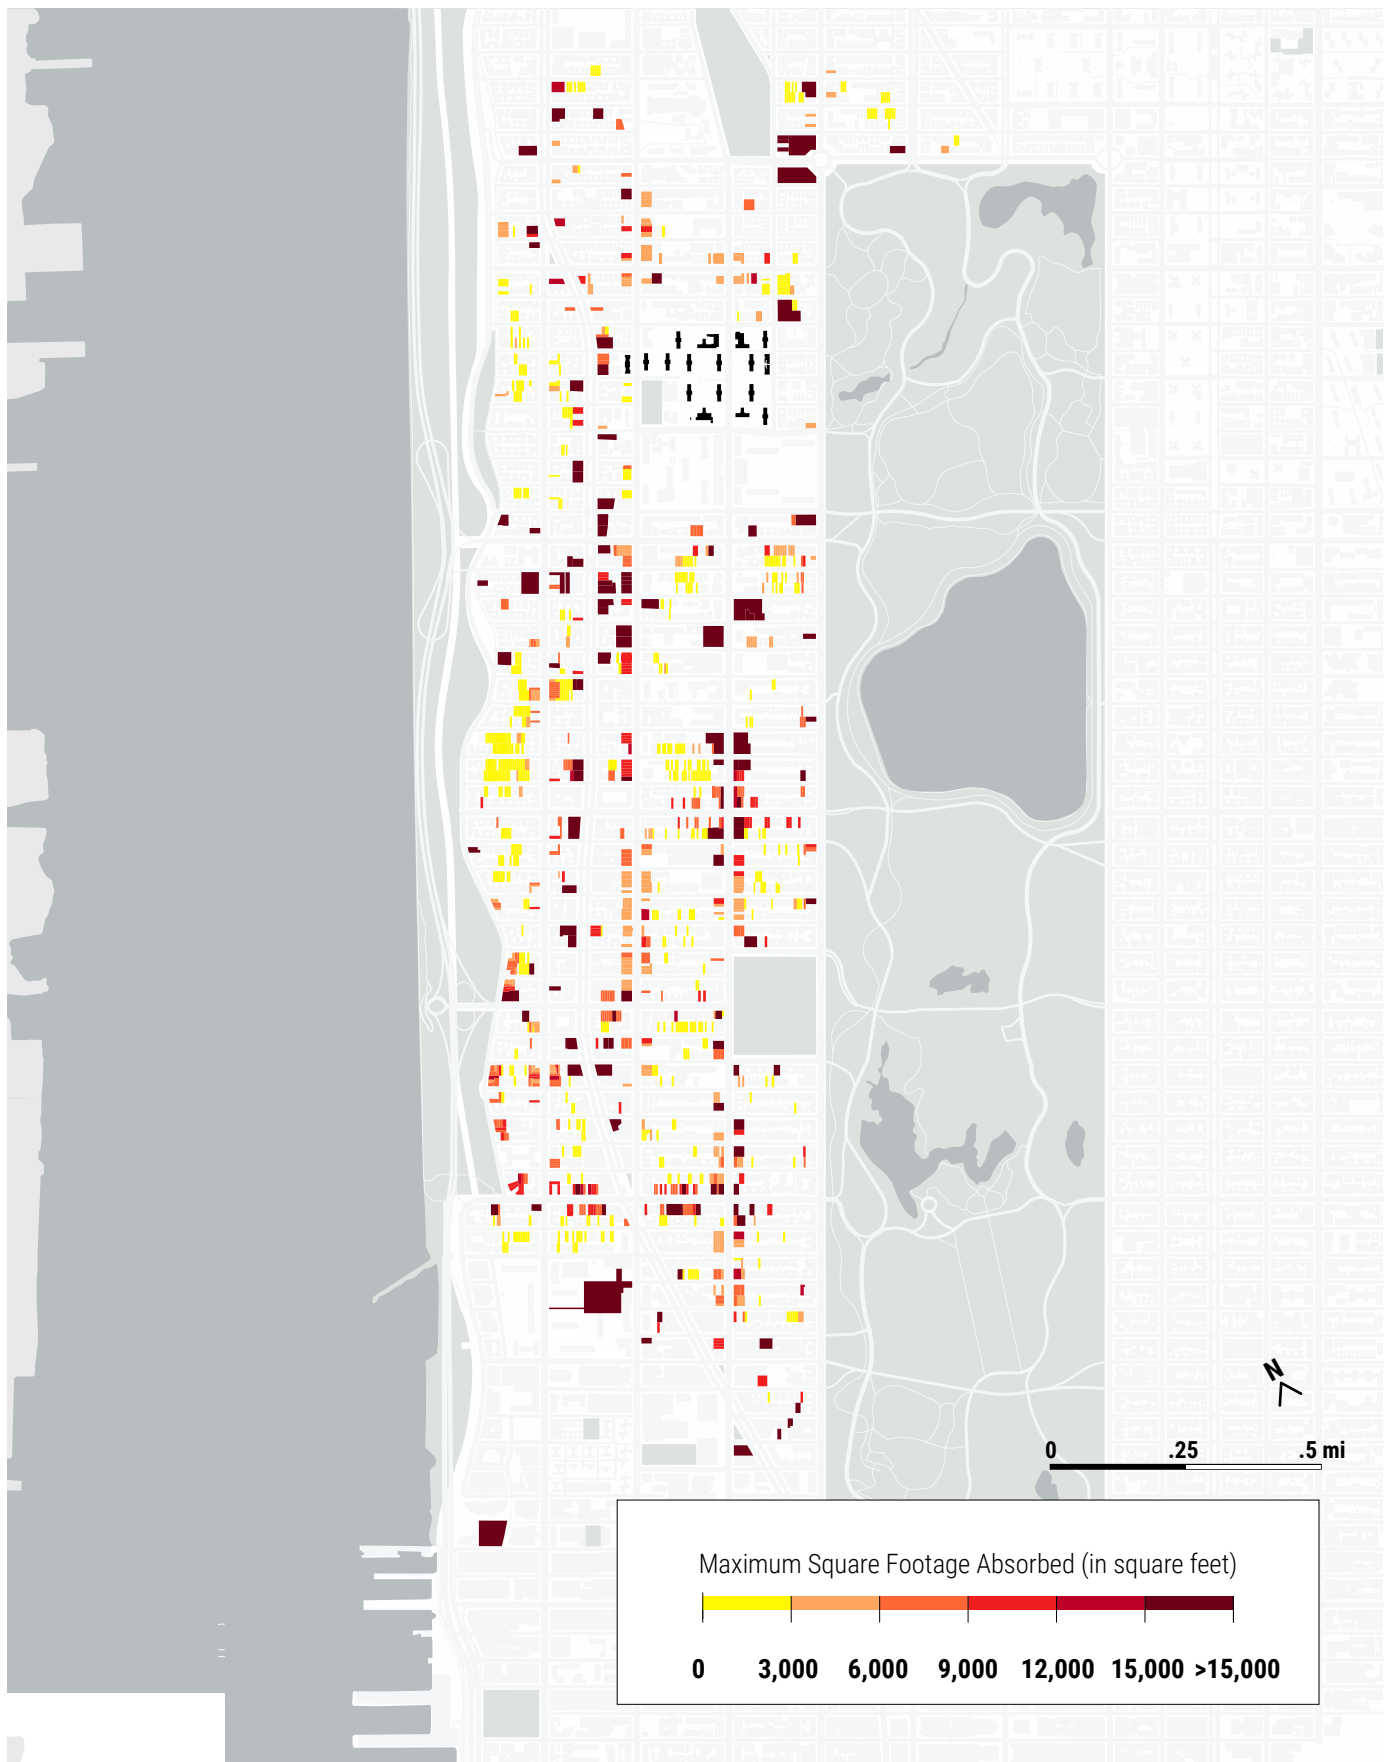 N
0 .25 .5 mi
Maximum Square Footage Absorbed (in square feet)
0 3,000 6,000 9,000 12,000 15,000 >15,000